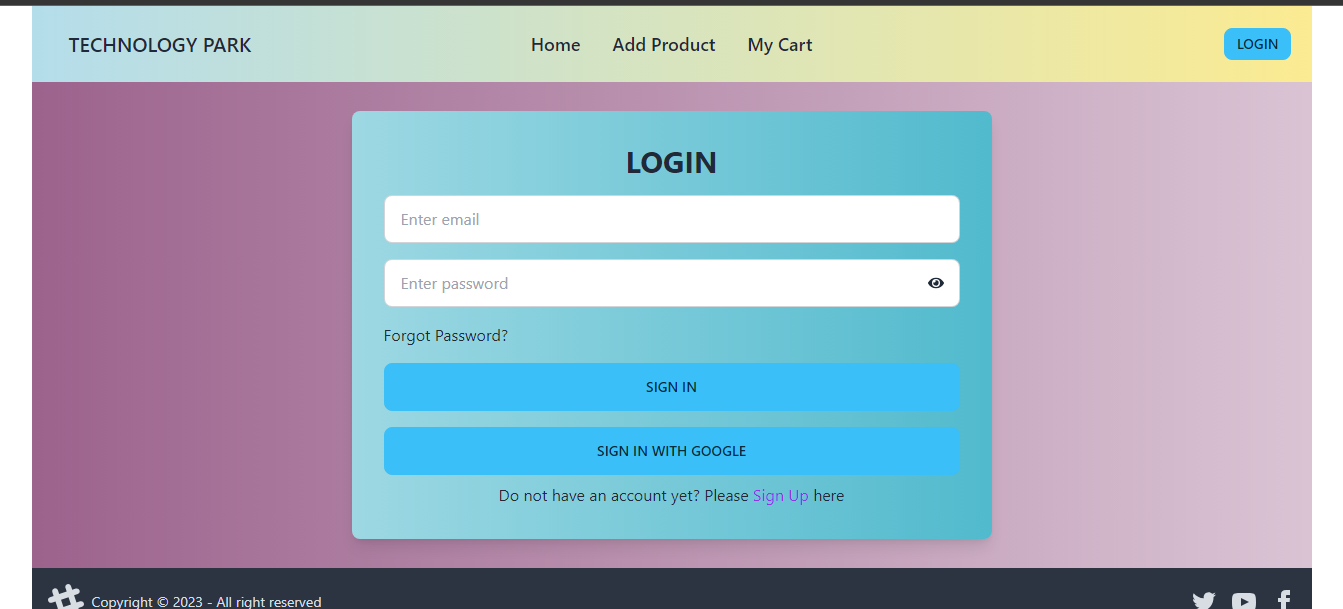 TECHNOLOGY PARK Home Add Product My Cart LOGIN
LOGIN
Enter email
Enter password
Forgot Password?
SIGN IN
SIGN IN WITH GOOGLE
Do not have an account yet? Please Sign Up here
Copyright © 2023 - All right reserved